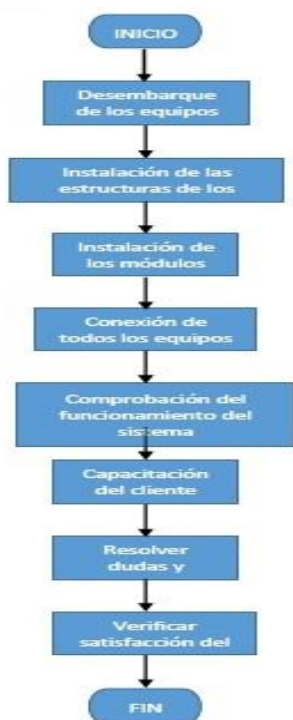 INICIO
Desembarque
de los equipos
Instalación de las
estructuras de los
Instalación de
los módulos
Conexión de
todos los equipos
Comprobación del
funcionamiento del
sistema
Capacitación
del cliente
Resolver
dudas y
Verificar
satisfacción del
FIN